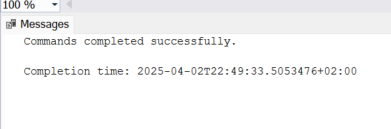 100 %
Messages
Commands completed successfully.
Completion time: 2025-04-02T22:49:33.5053476+02:00